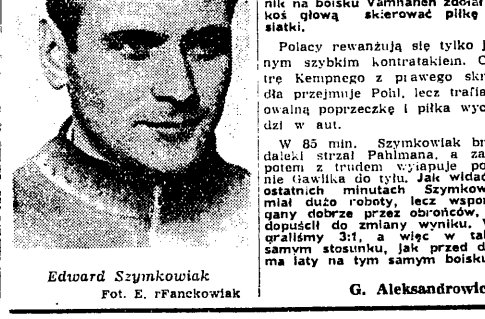 Edward Szymkowiak
Fot. E. rFanckowiak
nik na boisku Vamhanen zdołał
koś głową skierować piłkę
siatki.
Polacy rewanżują się tylko j
nym szybkim kontratakiem. C
trę Kempnego z prawego skr
dła przejmuje Pohl, lecz trafia
owalną poprzeczkę i piłka wyc
dzi w aut.
W 85 min. Szymkowiak br
daleki strzał Pahlmana, a za
potem z trudem wyłapuje po
nie Gawlika do tyłu. Jak widać
ostatnich minutach Szymkow
miał dużo roboty, lecz wspom
gany dobrze przez obrońców,
dopuścił do zmiany wyniku.
graliśmy 3:1, a więc w tak
samym stosunku, jak przed d
ma laty na tym samym boisku
G. Aleksandrowic